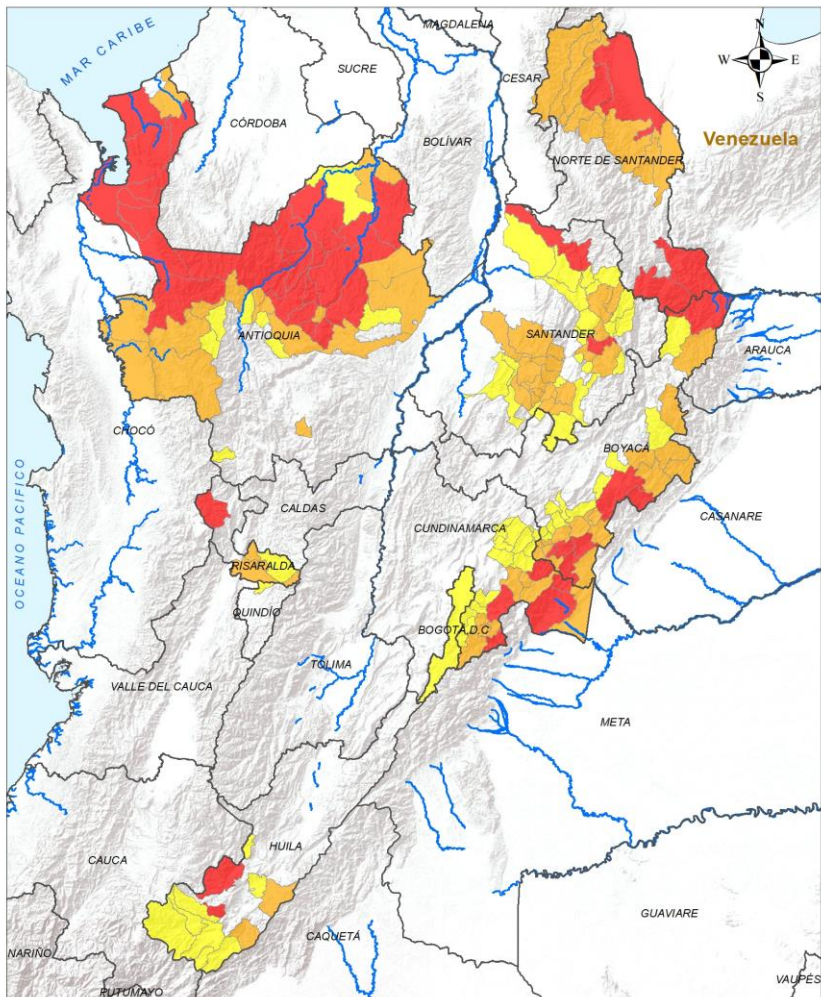 MAGDALENA
MAR CARIBE
N
W E
S
SUCRE
CESAR
CÓRDOBA
BOLÍVAR
Venezuela
NORTE DE SANTANDER
ANTIOQUIA
SANTANDER
ARAUCA
CHOCÓ
BOYACÁ
OCEANO PACIFICO
CALDAS
CUNDINAMARCA
CASANARE
RISARALDA
QUINDÍO
BOGOTÁ D.C
TOLIMA
VALLE DEL CAUCA
META
CAUCA
HUILA
GUAVIARE
NARIÑO
CAQUETÁ
PUTUMAYO
VAUPÉS